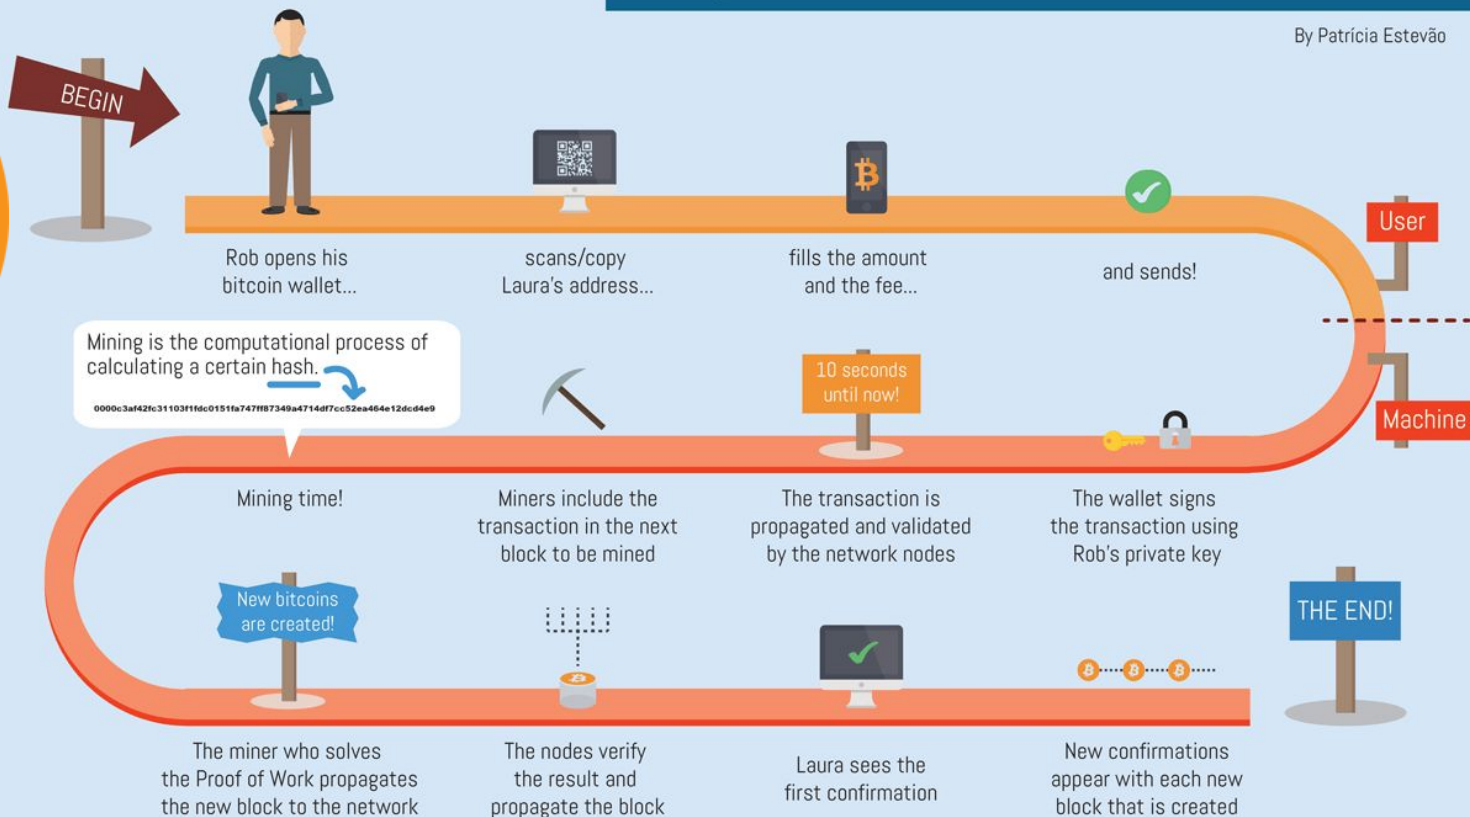 By Patrícia Estevão
BEGIN
Rob opens his
bitcoin wallet...
scans/copy
Laura's address...
fills the amount
and the fee...
and sends!
User
Machine
The wallet signs
the transaction using
Rob's private key
10 seconds
until now!
The transaction is
propagated and validated
by the network nodes
Miners include the
transaction in the next
block to be mined
Mining is the computational process of
calculating a certain hash.
0000c3af42fc31103f1fdc0151fa747ff87349a4714df7cc52ea464e12dcd4e9
Mining time!
New bitcoins
are created!
The miner who solves
the Proof of Work propagates
the new block to the network
The nodes verify
the result and
propagate the block
Laura sees the
first confirmation
New confirmations
appear with each new
block that is created
THE END!